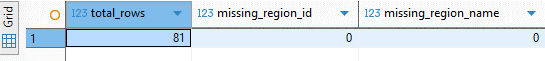 Grid
123 total_rows 123 missing_region_id 123 missing_region_name
1 81 0 0